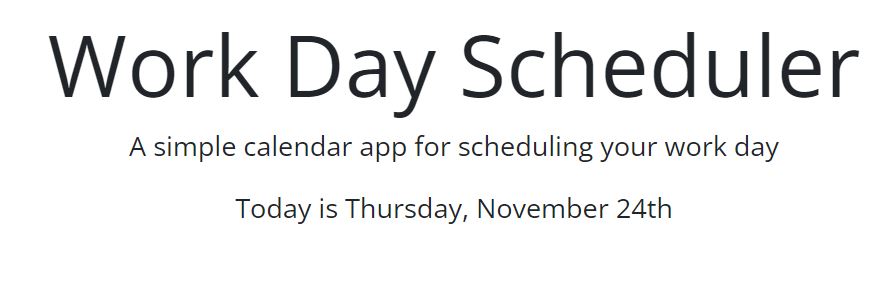 Work Day Scheduler
A simple calendar app for scheduling your work day
Today is Thursday, November 24th